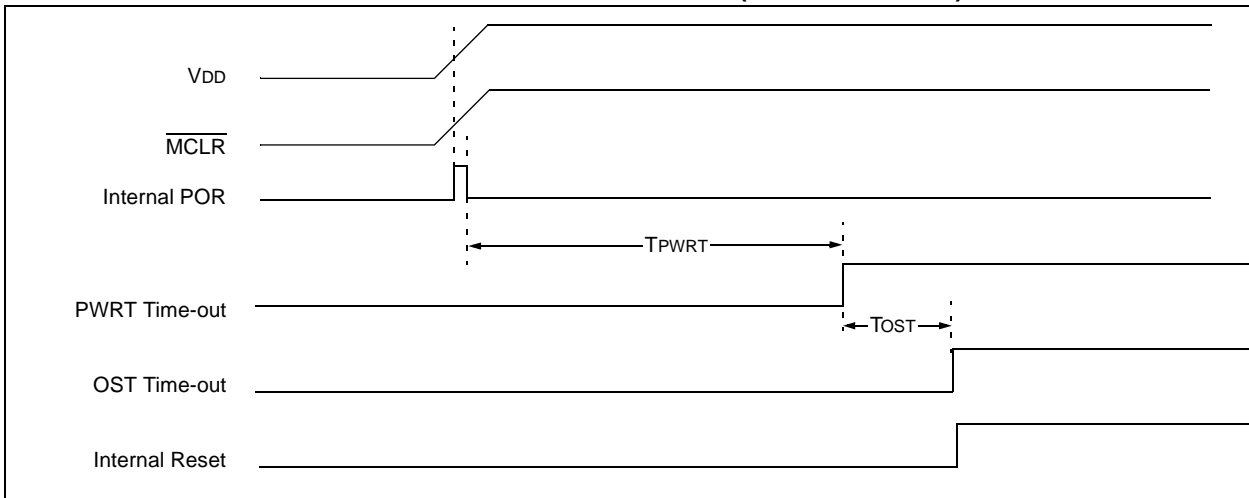 VDD
MCLR
Internal POR
TPWRT
PWRT Time-out
TOST
OST Time-out
Internal Reset